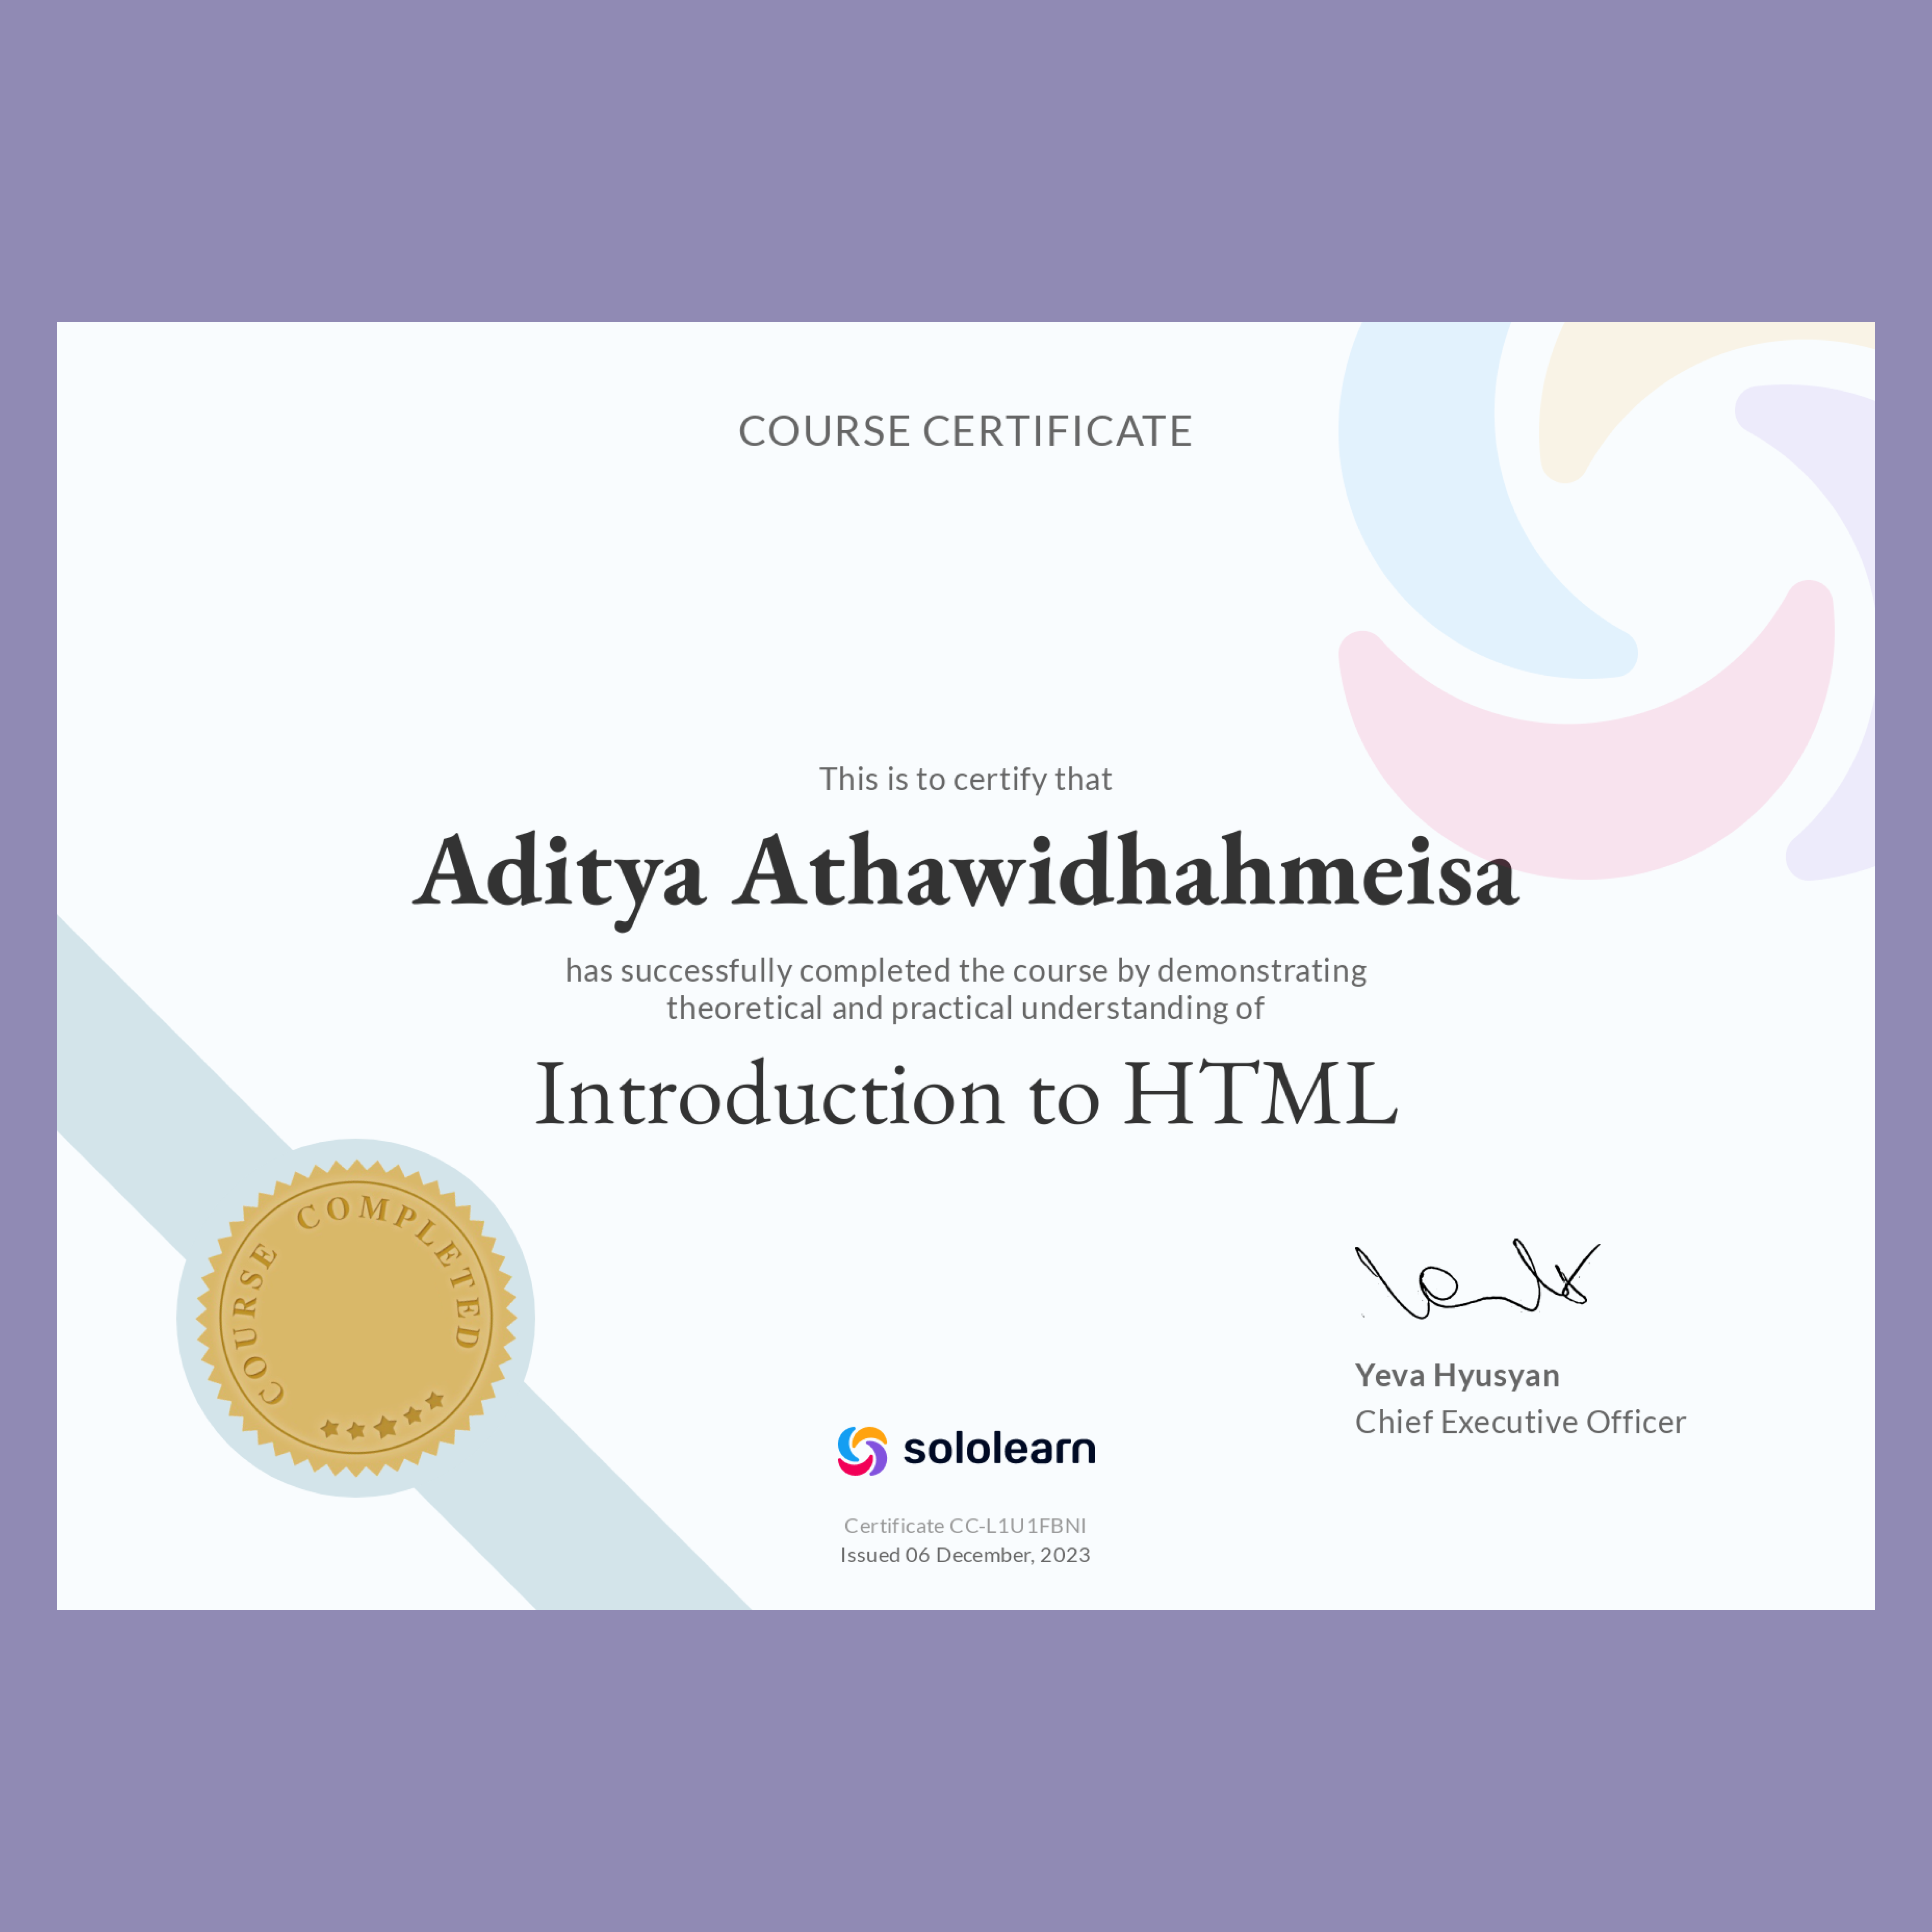 COURSE CERTIFICATE
This is to certify that
Aditya Athawidhahmeisa
has successfully completed the course by demonstrating
theoretical and practical understanding of
Introduction to HTML
COURSE COMPLETED
Yeva Hyusyan
Chief Executive Officer
sololearn
Certificate CC-L1U1FBNI
Issued 06 December, 2023